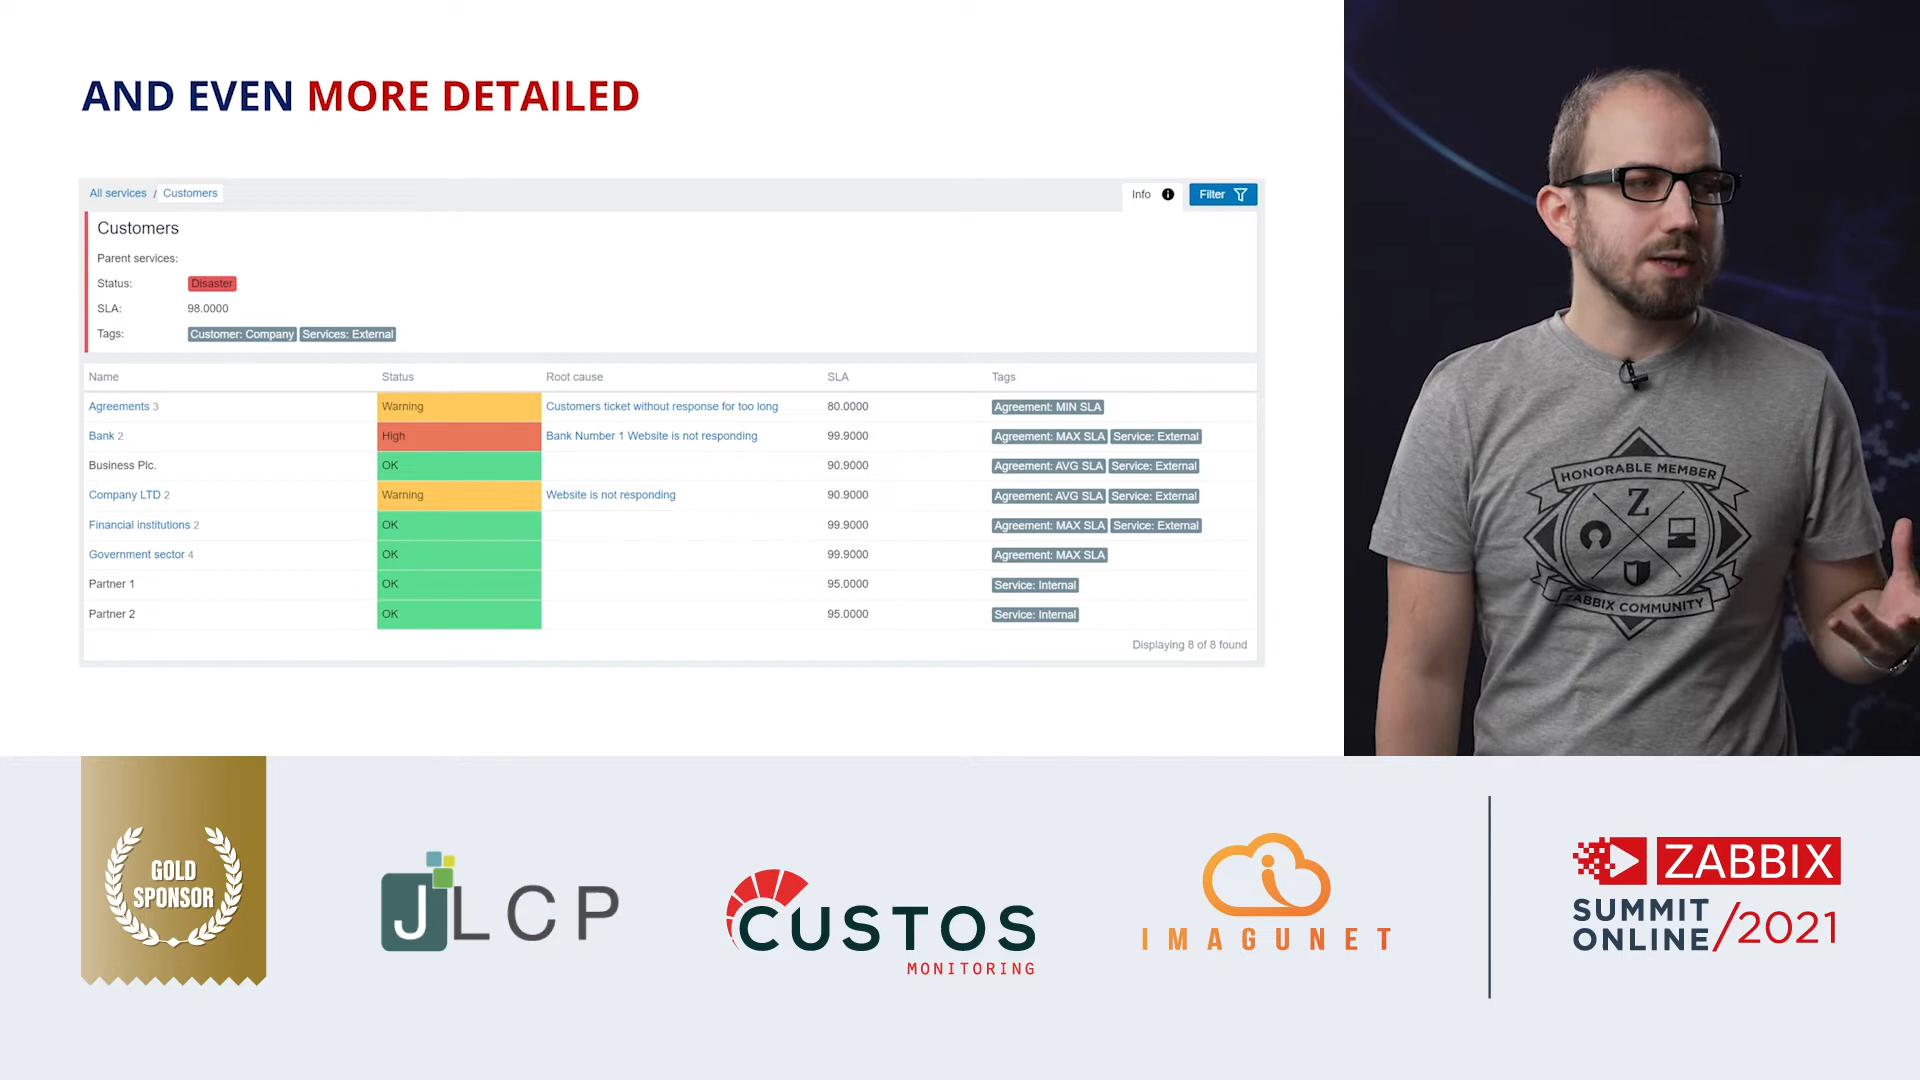 AND EVEN MORE DETAILED
All services / Customers
Info
Filter
Customers
Parent services:
Status: Disaster
SLA: 98.0000
Tags: Customer: Company Services: External
Name Status Root cause SLA Tags
Agreements 3 Warning Customers ticket without response for too long 80.0000 Agreement: MIN SLA
Bank 2 High Bank Number 1 Website is not responding 99.9000 Agreement: MAX SLA Service: External
Business Plc. OK 90.9000 Agreement: AVG SLA Service: External
Company LTD 2 Warning Website is not responding 90.9000 Agreement: AVG SLA Service: External
Financial institutions 2 OK 99.9000 Agreement: MAX SLA Service: External
Government sector 4 OK 99.9000 Agreement: MAX SLA
Partner 1 OK 95.0000 Service: Internal
Partner 2 OK 95.0000 Service: Internal
Displaying 8 of 8 found
HONORABLE MEMBER
Z
ZABBIX COMMUNITY
GOLD
SPONSOR
JLCP
CUSTOS
MONITORING
IMAGUNET
ZABBIX
SUMMIT
ONLINE/2021